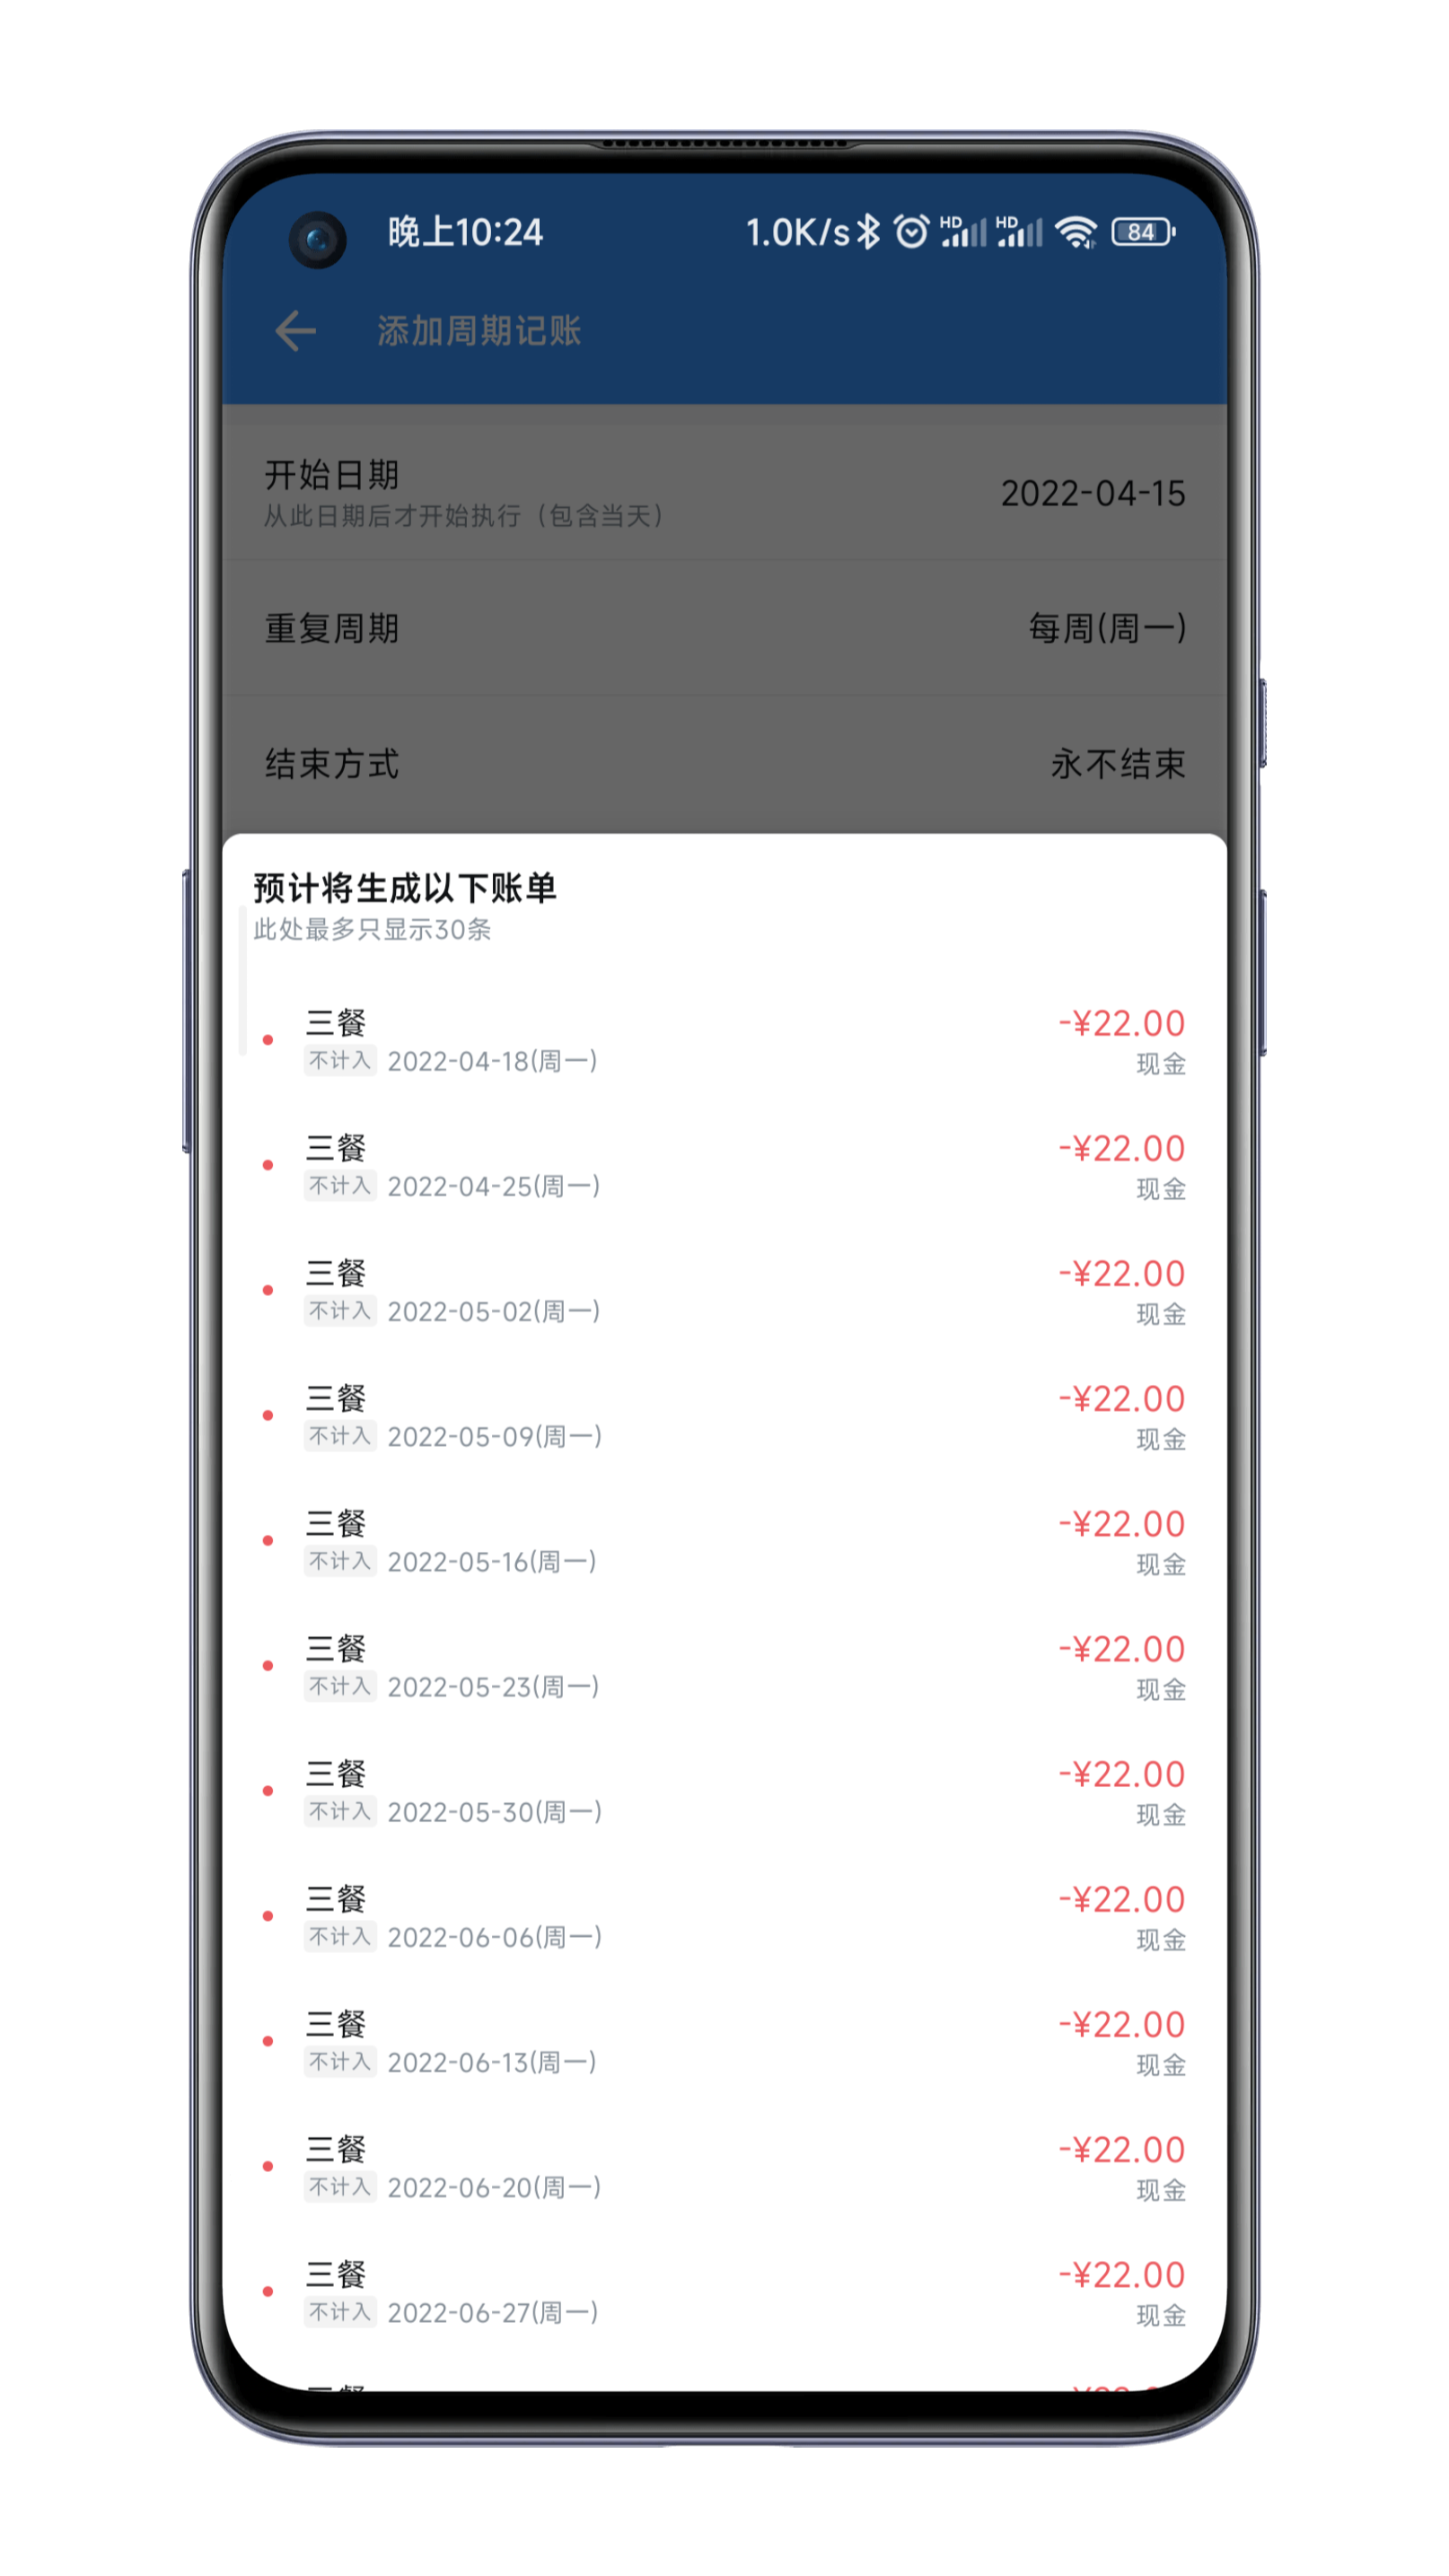 晚上10:24 1.0K/s HD HD 84
添加周期记账
开始日期
从此日期后才开始执行（包含当天）
2022-04-15
重复周期 每周(周一)
结束方式 永不结束
预计将生成以下账单
此处最多只显示30条
三餐 -¥22.00
不计入 2022-04-18(周一) 现金
三餐 -¥22.00
不计入 2022-04-25(周一) 现金
三餐 -¥22.00
不计入 2022-05-02(周一) 现金
三餐 -¥22.00
不计入 2022-05-09(周一) 现金
三餐 -¥22.00
不计入 2022-05-16(周一) 现金
三餐 -¥22.00
不计入 2022-05-23(周一) 现金
三餐 -¥22.00
不计入 2022-05-30(周一) 现金
三餐 -¥22.00
不计入 2022-06-06(周一) 现金
三餐 -¥22.00
不计入 2022-06-13(周一) 现金
三餐 -¥22.00
不计入 2022-06-20(周一) 现金
三餐 -¥22.00
不计入 2022-06-27(周一) 现金